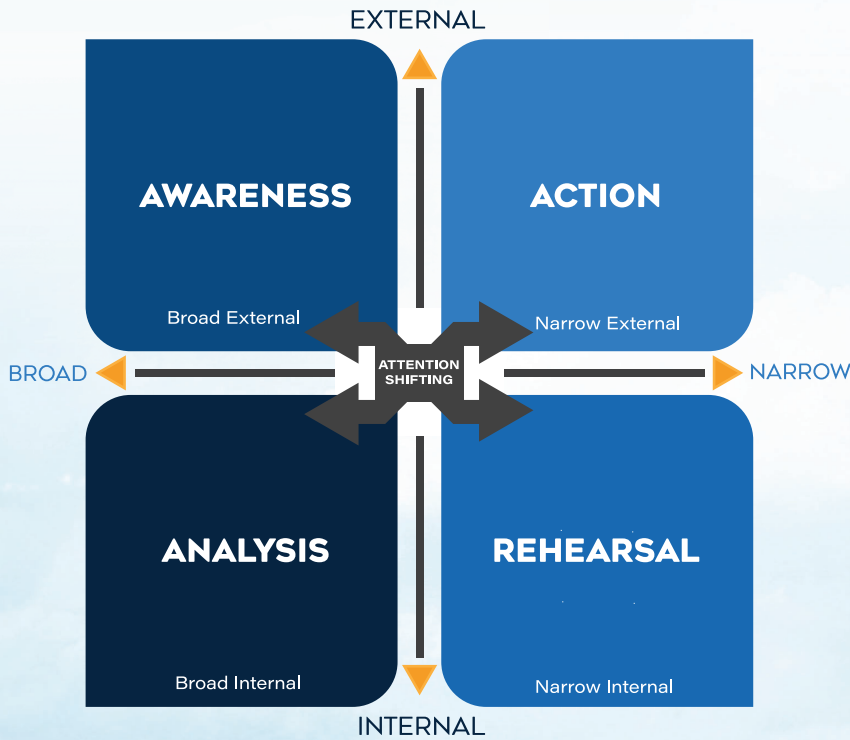 EXTERNAL
AWARENESS
ACTION
Broad External
Narrow External
BROAD
ATTENTION
SHIFTING
NARROW
ANALYSIS
REHEARSAL
Broad Internal
Narrow Internal
INTERNAL